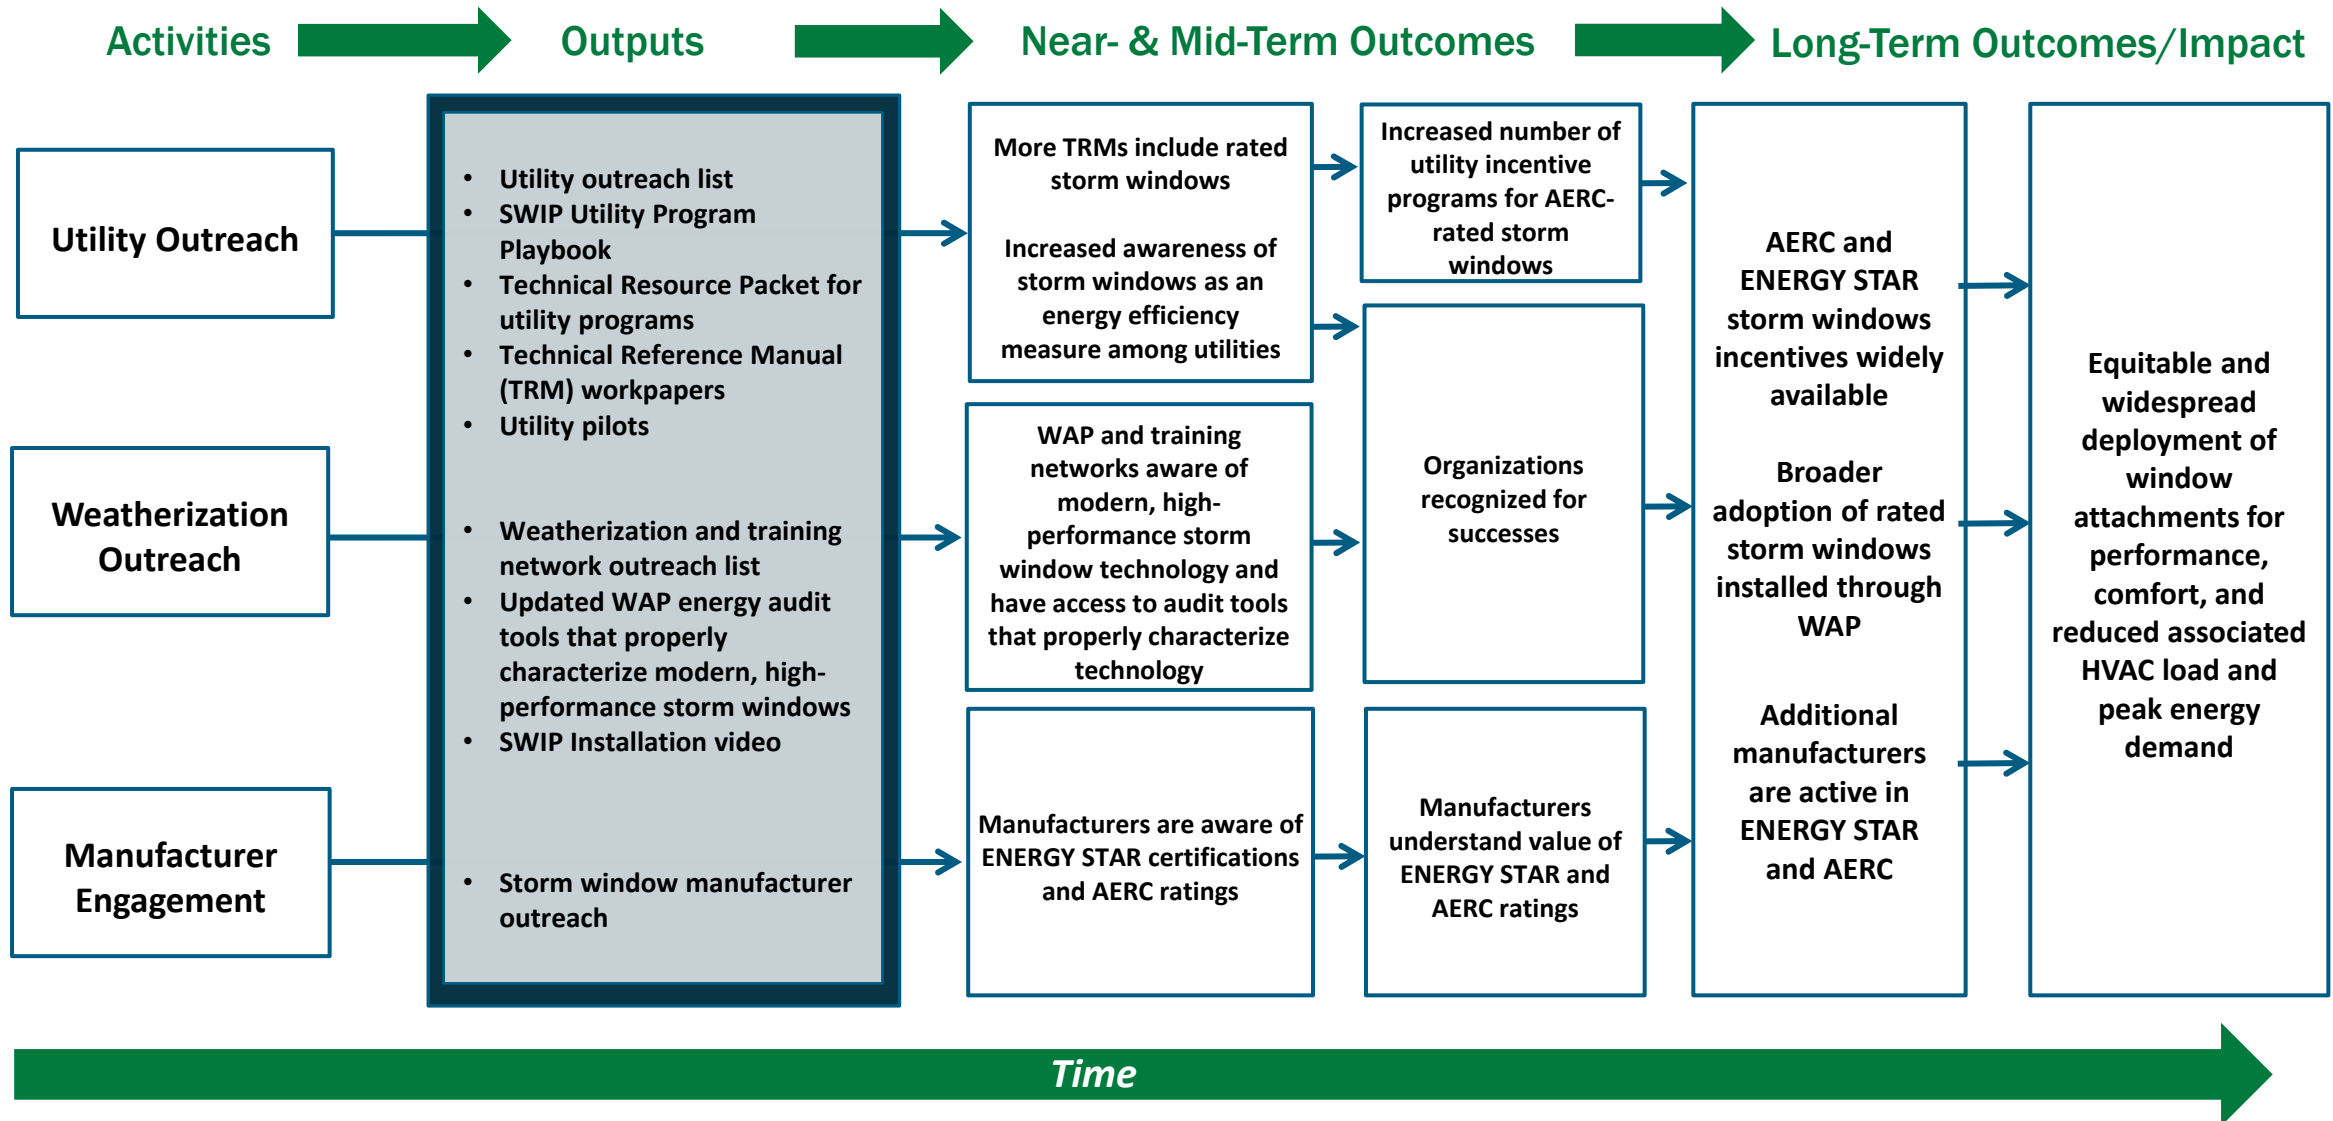 Activities
Outputs
Near- & Mid-Term Outcomes
Long-Term Outcomes/Impact
Utility Outreach
Weatherization
Outreach
Manufacturer
Engagement
• Utility outreach list
• SWIP Utility Program
Playbook
• Technical Resource Packet for
utility programs
• Technical Reference Manual
(TRM) workpapers
• Utility pilots
• Weatherization and training
network outreach list
• Updated WAP energy audit
tools that properly
characterize modern, high-
performance storm windows
• SWIP Installation video
• Storm window manufacturer
outreach
More TRMs include rated
storm windows
Increased awareness of
storm windows as an
energy efficiency
measure among utilities
WAP and training
networks aware of
modern, high-
performance storm
window technology and
have access to audit tools
that properly characterize
technology
Manufacturers are aware of
ENERGY STAR certifications
and AERC ratings
Increased number of
utility incentive
programs for AERC-
rated storm
windows
Organizations
recognized for
successes
Manufacturers
understand value of
ENERGY STAR and
AERC ratings
AERC and
ENERGY STAR
storm windows
incentives widely
available
Broader
adoption of rated
storm windows
installed through
WAP
Additional
manufacturers
are active in
ENERGY STAR
and AERC
Equitable and
widespread
deployment of
window
attachments for
performance,
comfort, and
reduced associated
HVAC load and
peak energy
demand
Time